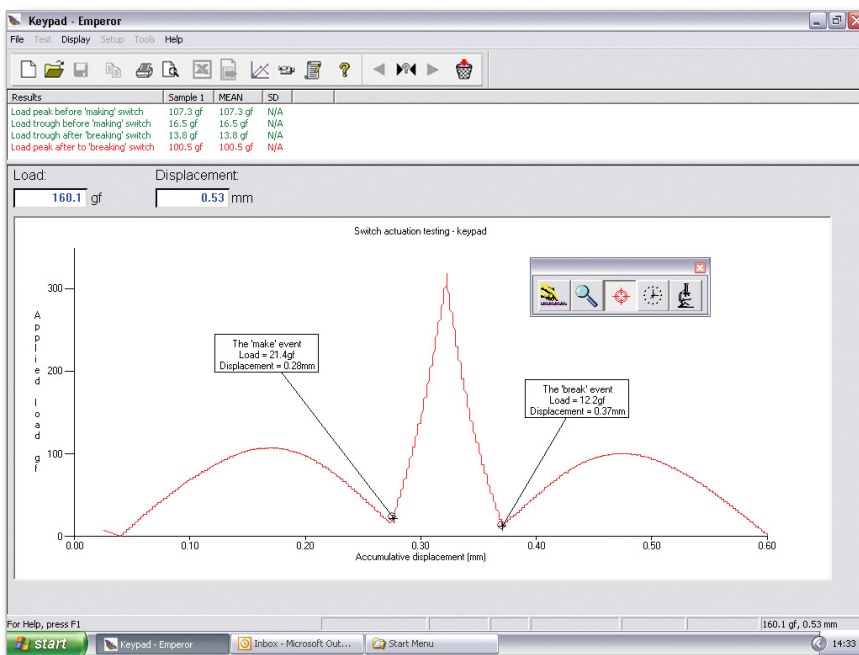 Keypad - Emperor
File Test Display Setup Tools Help
Results Sample 1 MEAN SD
Load peak before 'making' switch 107.3 gf 107.3 gf N/A
Load trough before 'making' switch 16.5 gf 16.5 gf N/A
Load trough after 'breaking' switch 13.8 gf 13.8 gf N/A
Load peak after to 'breaking' switch 100.5 gf 100.5 gf N/A
Load: Displacement:
160.1 gf 0.53 mm
Switch actuation testing - keypad
300
200
100
0
Applied load gf
The 'make' event
Load = 21.4gf
Displacement = 0.28mm
The 'break' event
Load = 12.2gf
Displacement = 0.37mm
0.00 0.10 0.20 0.30 0.40 0.50 0.60
Accumulative displacement (mm)
For Help, press F1 160.1 gf, 0.53 mm
start Keypad - Emperor Inbox - Microsoft Out... Start Menu 14:33